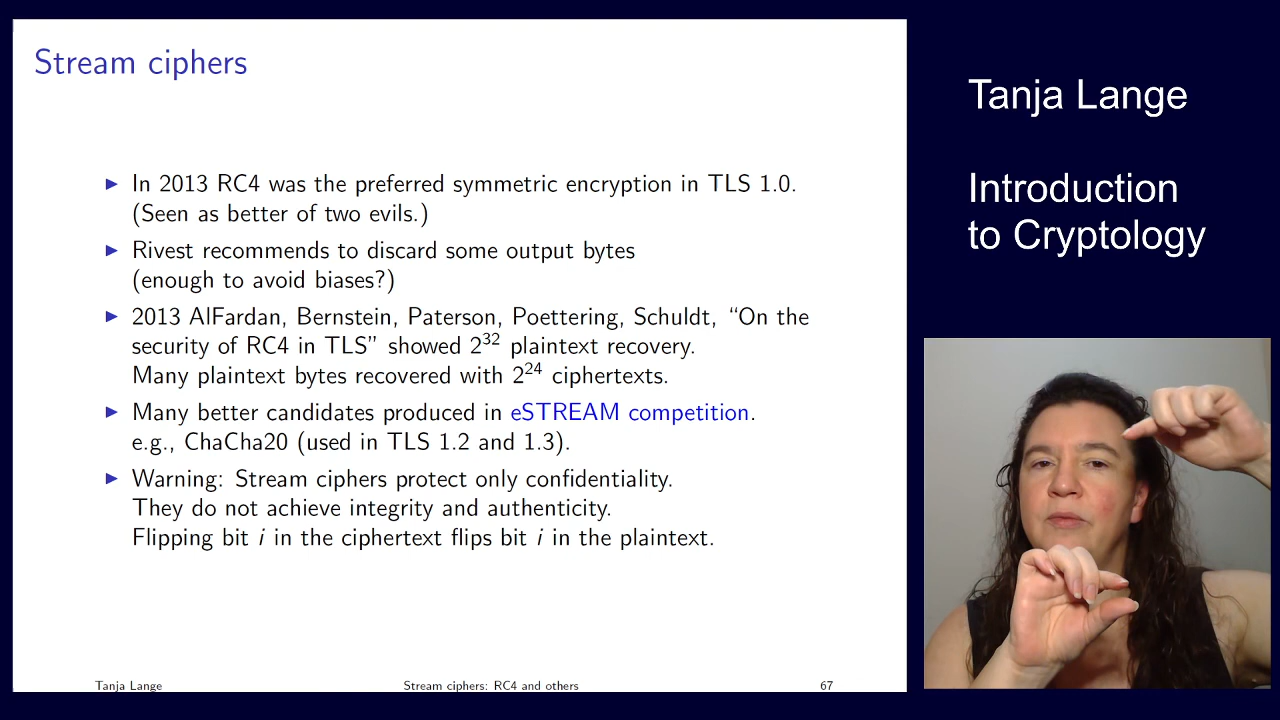 Stream ciphers
▶ In 2013 RC4 was the preferred symmetric encryption in TLS 1.0.
(Seen as better of two evils.)
▶ Rivest recommends to discard some output bytes
(enough to avoid biases?)
▶ 2013 AlFardan, Bernstein, Paterson, Poettering, Schuldt, “On the
security of RC4 in TLS” showed 2³² plaintext recovery.
Many plaintext bytes recovered with 2²⁴ ciphertexts.
▶ Many better candidates produced in eSTREAM competition.
e.g., ChaCha20 (used in TLS 1.2 and 1.3).
▶ Warning: Stream ciphers protect only confidentiality.
They do not achieve integrity and authenticity.
Flipping bit i in the ciphertext flips bit i in the plaintext.
Tanja Lange Stream ciphers: RC4 and others 67
Tanja Lange
Introduction
to Cryptology